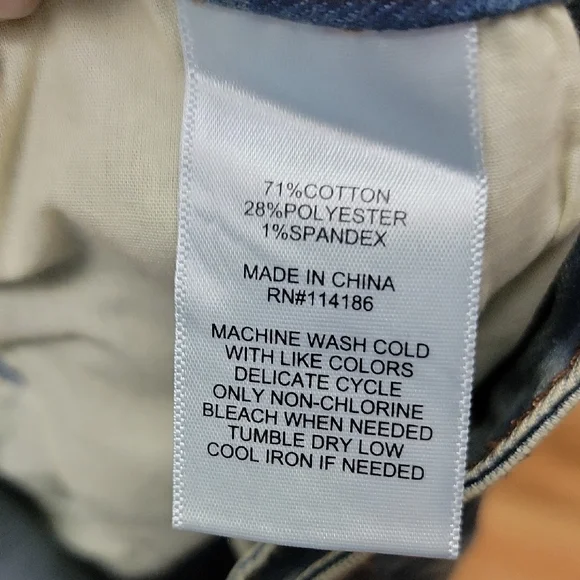 71%COTTON
28%POLYESTER
1%SPANDEX
MADE IN CHINA
RN#114186
MACHINE WASH COLD
WITH LIKE COLORS
DELICATE CYCLE
ONLY NON-CHLORINE
BLEACH WHEN NEEDED
TUMBLE DRY LOW
COOL IRON IF NEEDED